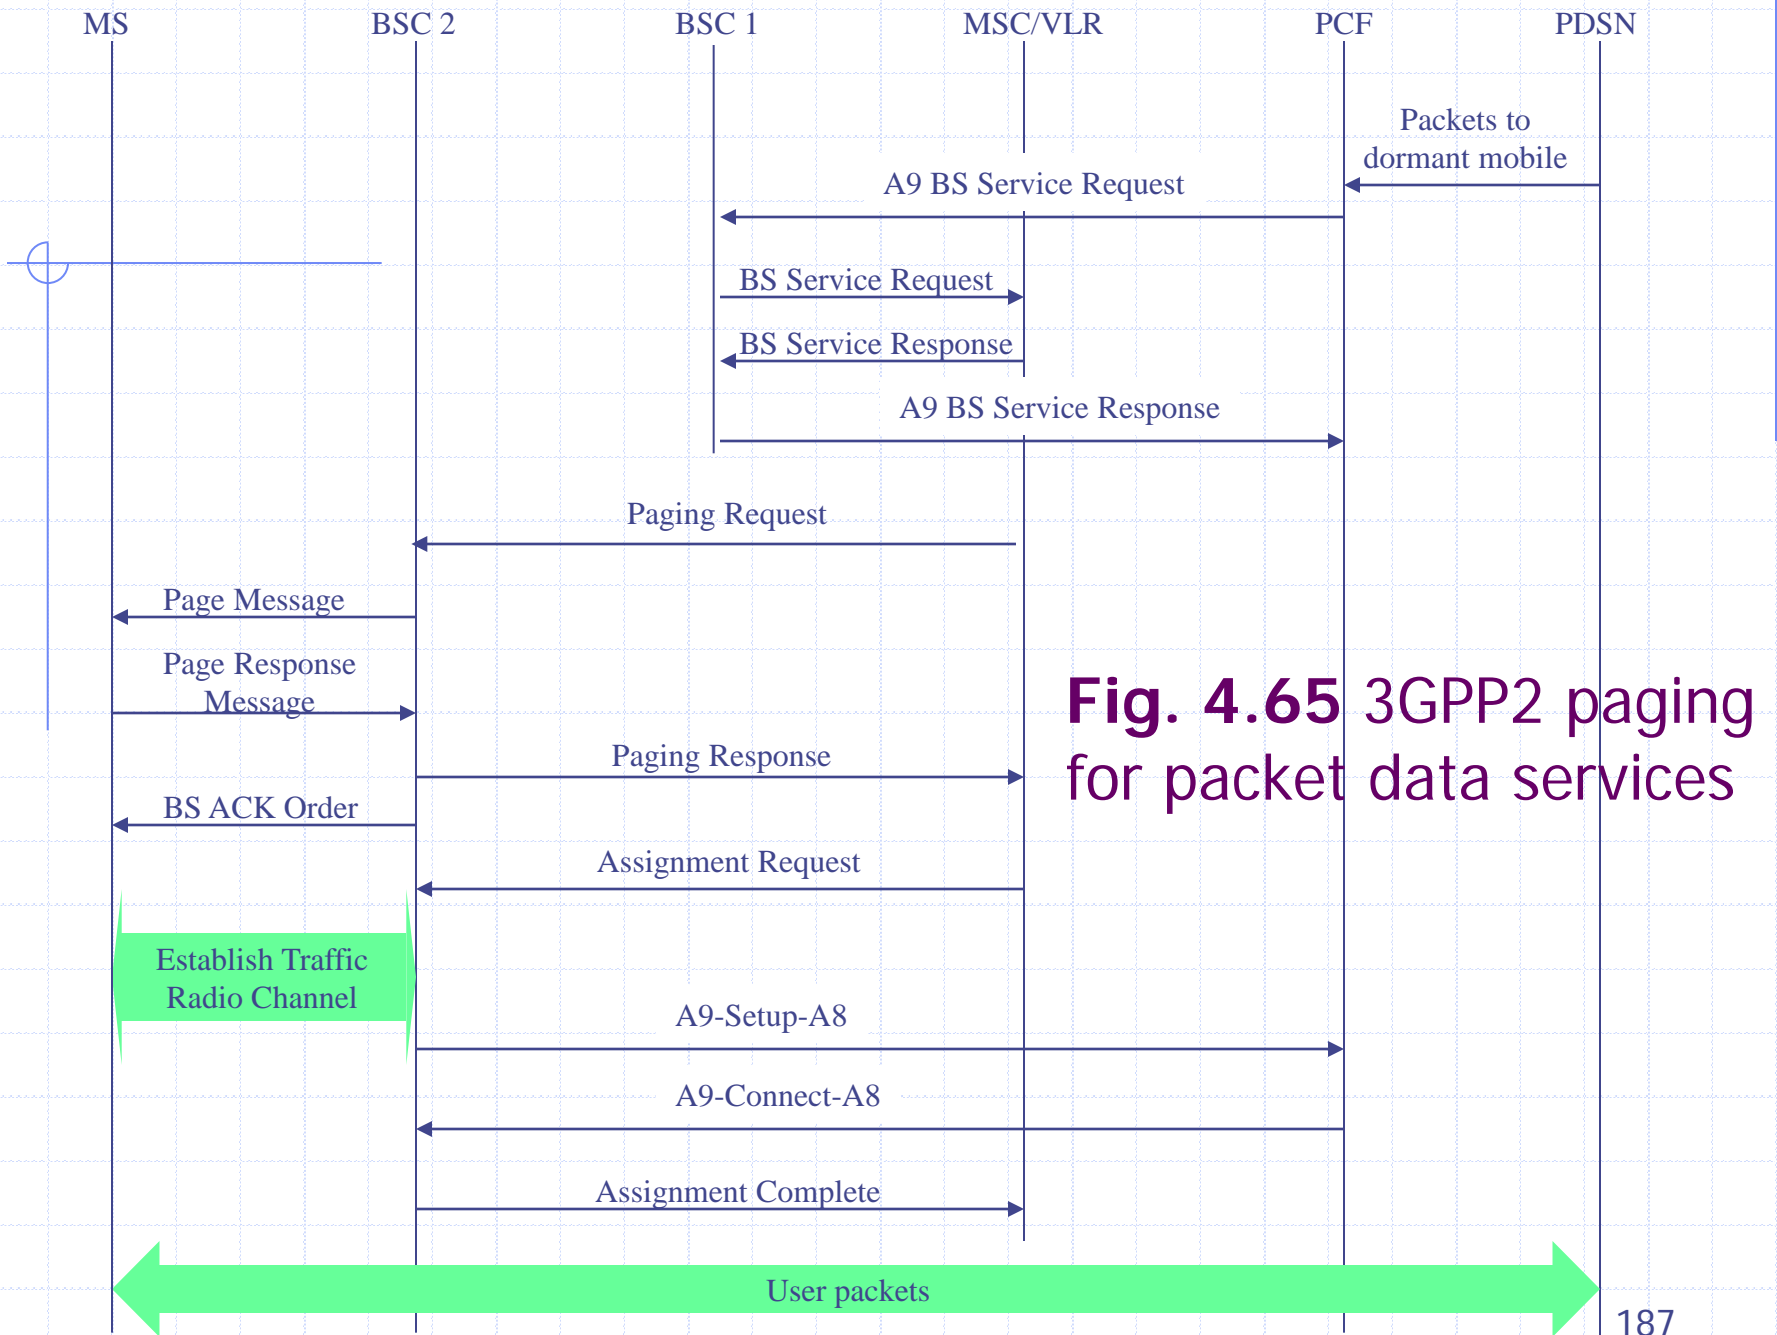 MS BSC 2 BSC 1 MSC/VLR PCF PDSN
Packets to
dormant mobile
A9 BS Service Request
BS Service Request
BS Service Response
A9 BS Service Response
Paging Request
Page Message
Page Response
Message
Fig. 4.65 3GPP2 paging
for packet data services
Paging Response
BS ACK Order
Assignment Request
Establish Traffic
Radio Channel
A9-Setup-A8
A9-Connect-A8
Assignment Complete
User packets
187